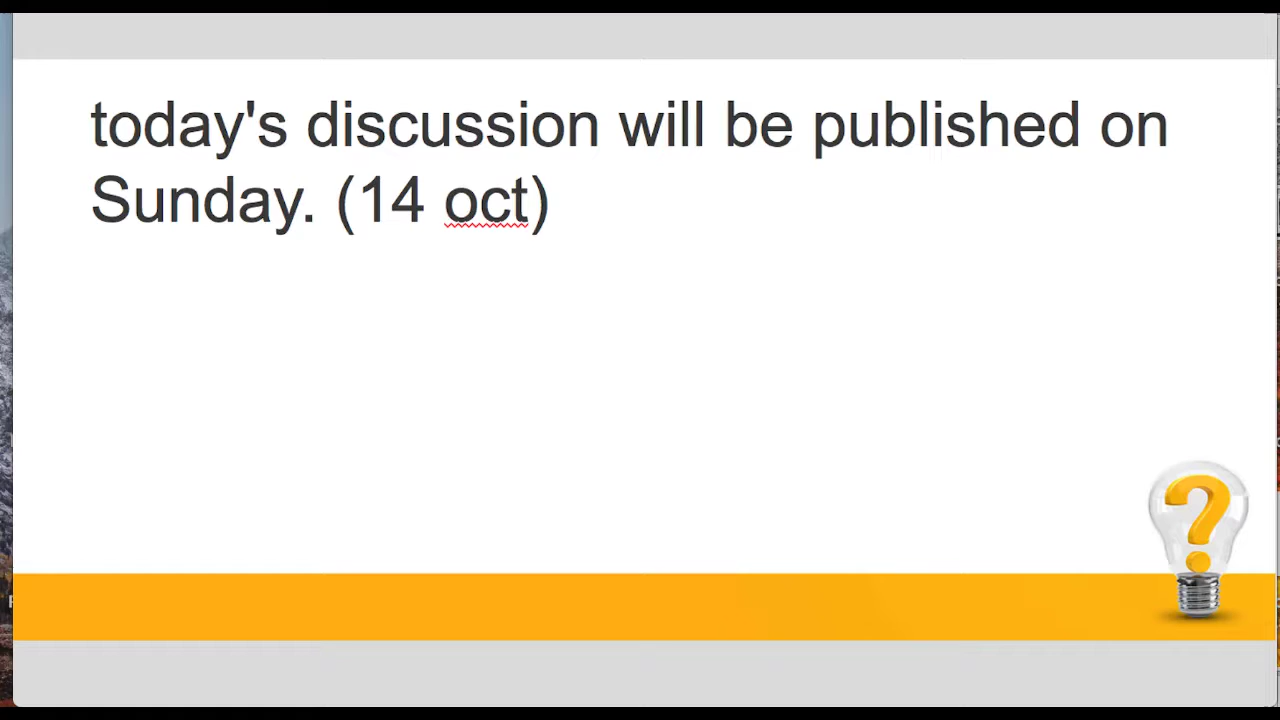 today's discussion will be published on
Sunday. (14 oct)